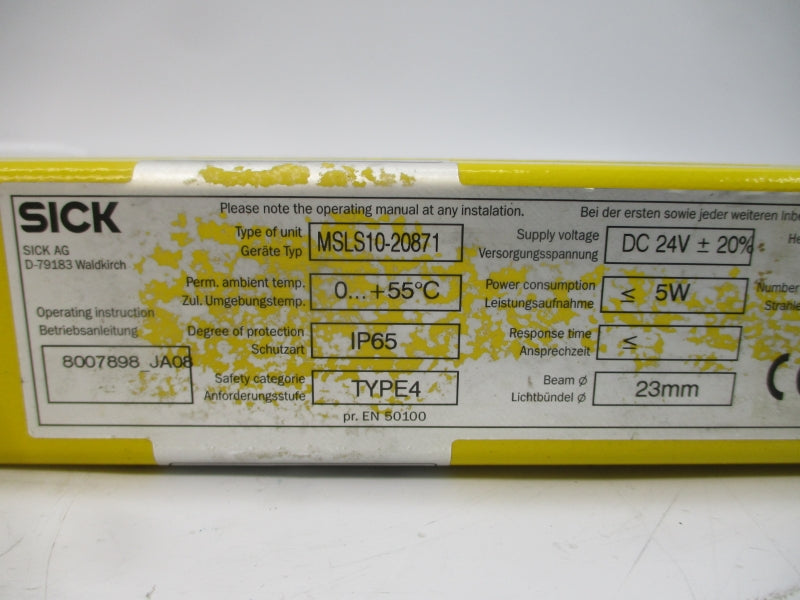 SICK
SICK AG
D-79183 Waldkirch
Please note the operating manual at any instalation.
Bei der ersten sowie jeder weiteren
Type of unit
Geräte Typ
MSLS10-20871
Supply voltage
Versorgungsspannung
DC 24V ± 20%
Perm. ambient temp.
Zul. Umgebungstemp.
0...+55°C
Power consumption
Leistungsaufnahme
≤ 5W
Number
Operating instruction
Betriebsanleitung
8007898 JA08
Degree of protection
Schutzart
IP65
Response time
Ansprechzeit
≤
Safety categorie
Anforderungsstufe
TYPE4
pr. EN 50100
Beam ø
Lichtbündel ø
23mm
CE